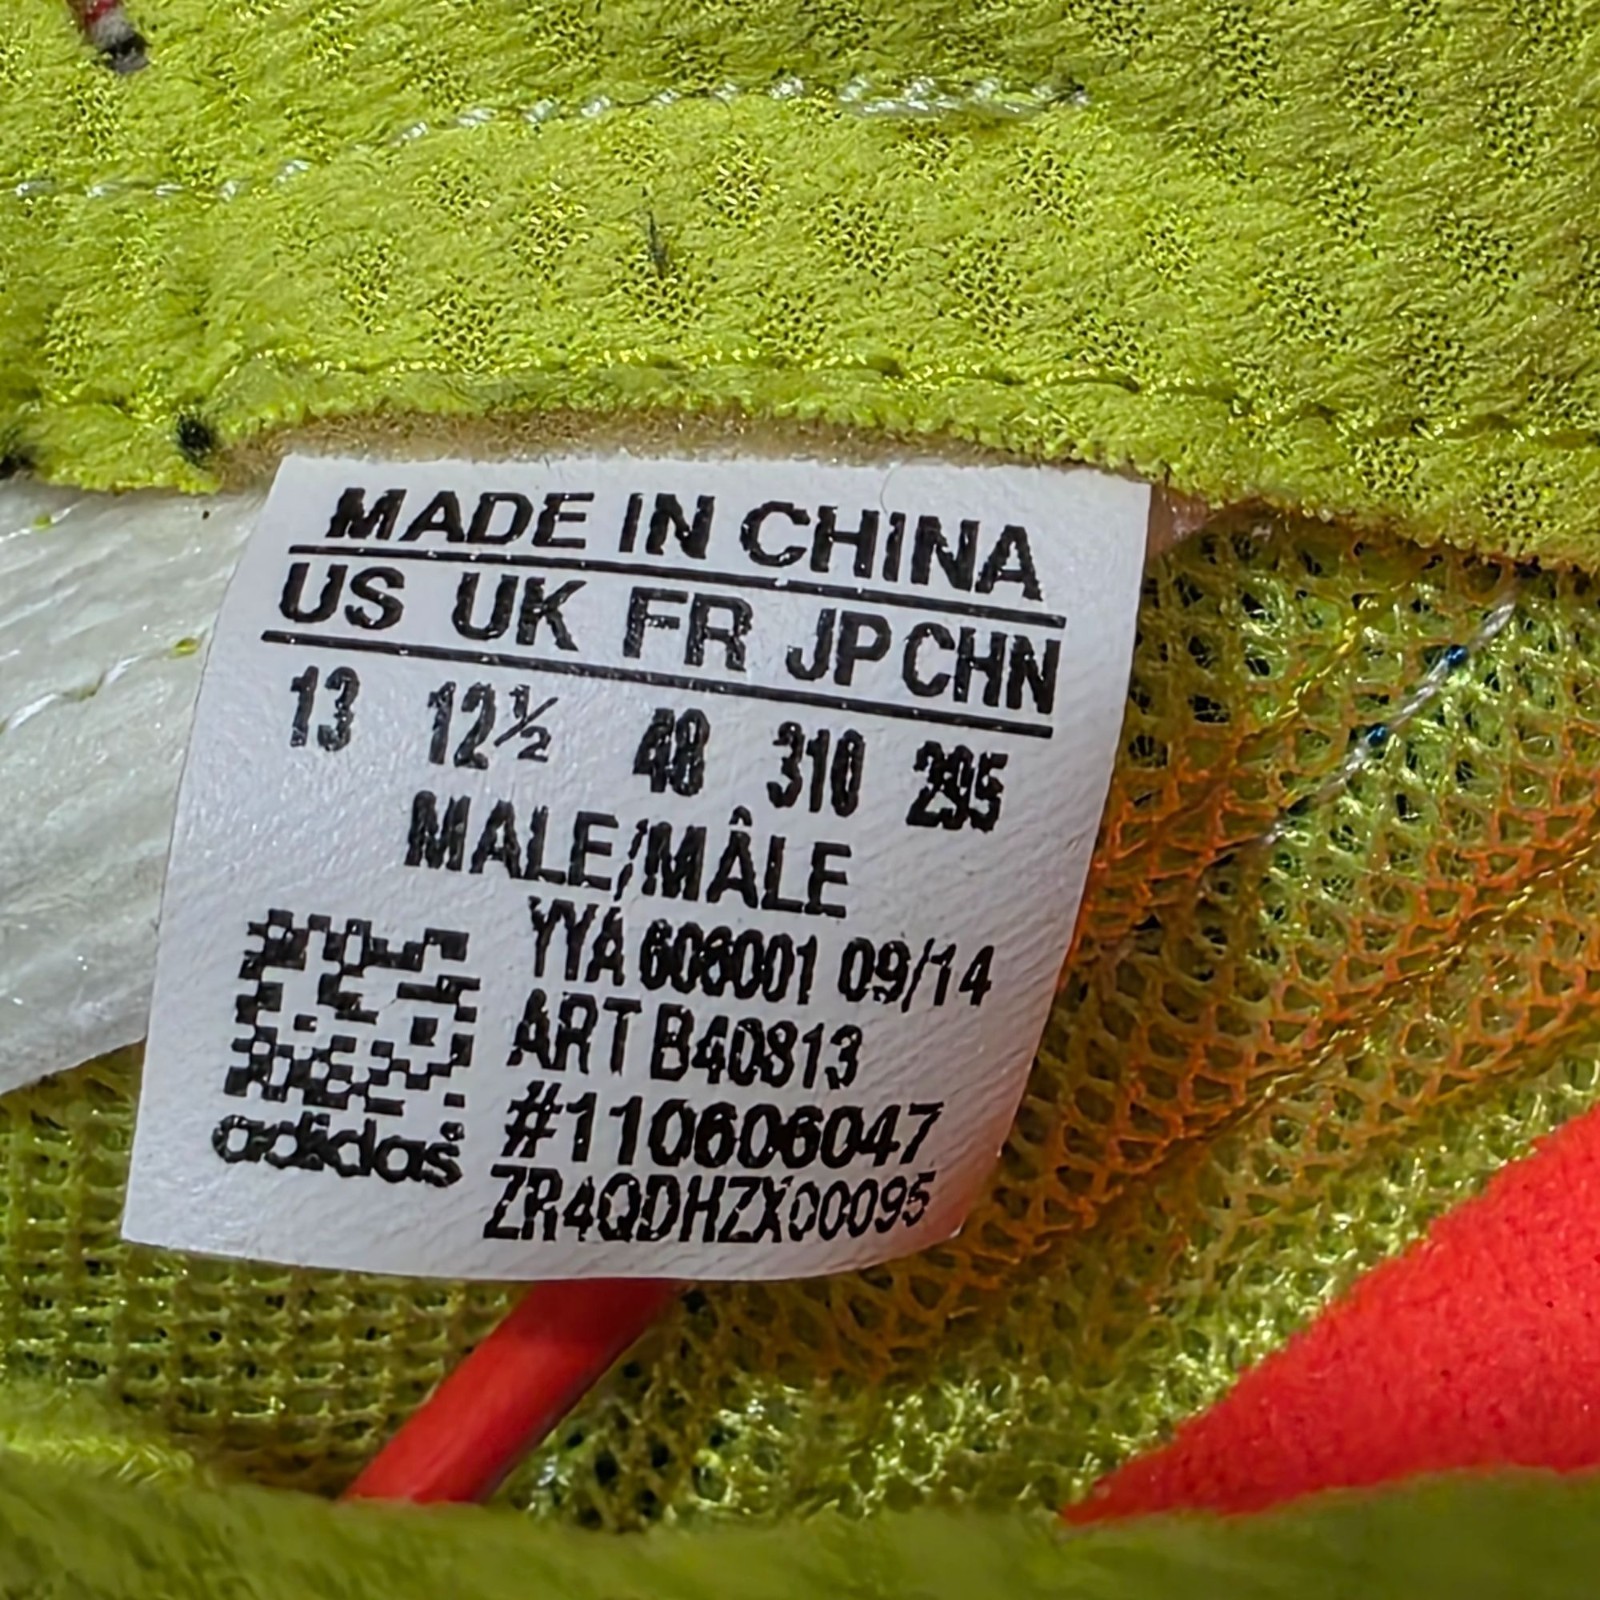 MADE IN CHINA
US UK FR JP CHN
13 12½ 48 310 295
MALE/MÂLE
YYA 606001 09/14
ART B40813
#110606047
ZR4QDHZX00095
adidas